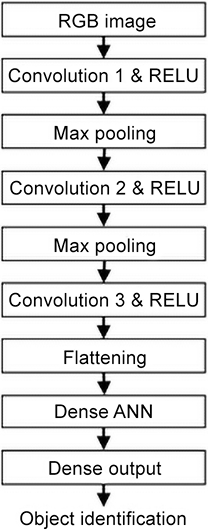 RGB image
Convolution 1 & RELU
Max pooling
Convolution 2 & RELU
Max pooling
Convolution 3 & RELU
Flattening
Dense ANN
Dense output
Object identification